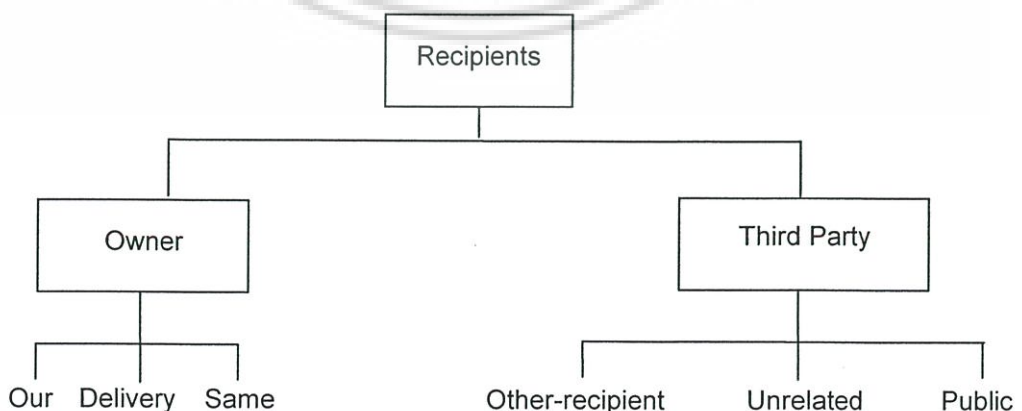 Recipients
Owner
Third Party
Our Delivery Same
Other-recipient Unrelated Public